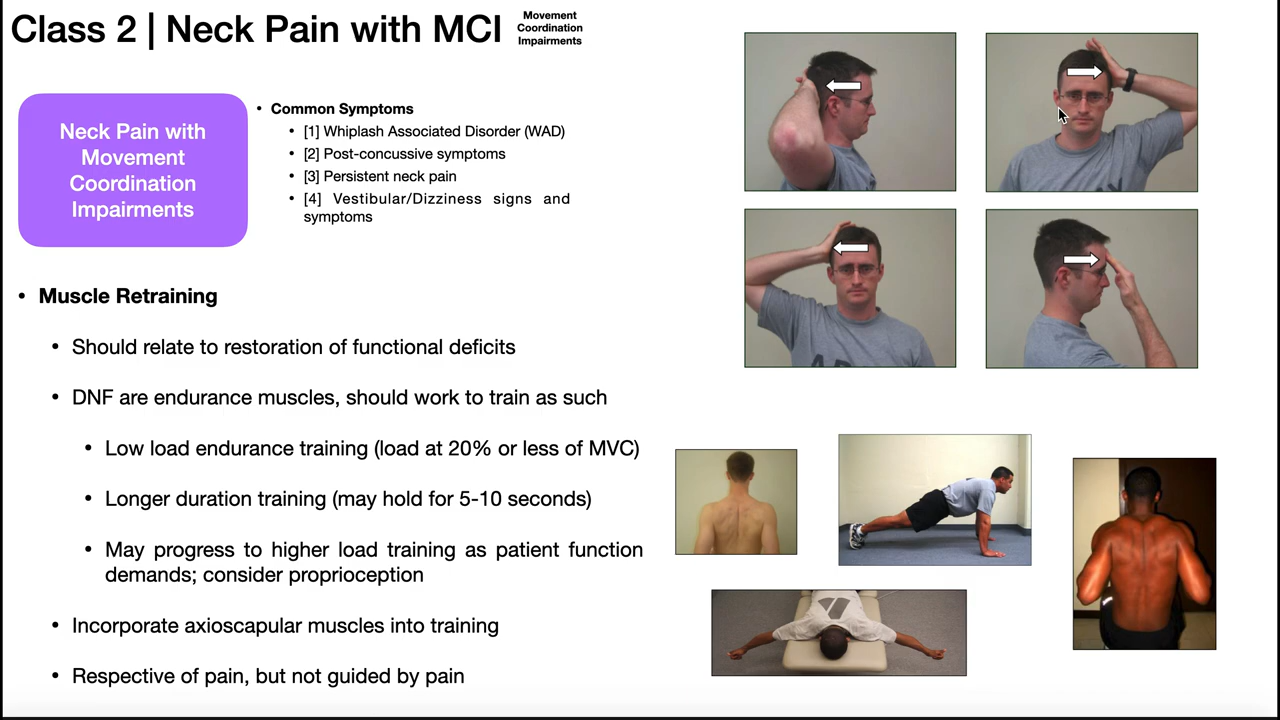 Class 2 | Neck Pain with MCI
Movement
Coordination
Impairments
Neck Pain with
Movement
Coordination
Impairments
• Common Symptoms
• [1] Whiplash Associated Disorder (WAD)
• [2] Post-concussive symptoms
• [3] Persistent neck pain
• [4] Vestibular/Dizziness signs and
symptoms
• Muscle Retraining
• Should relate to restoration of functional deficits
• DNF are endurance muscles, should work to train as such
• Low load endurance training (load at 20% or less of MVC)
• Longer duration training (may hold for 5-10 seconds)
• May progress to higher load training as patient function
demands; consider proprioception
• Incorporate axioscapular muscles into training
• Respective of pain, but not guided by pain